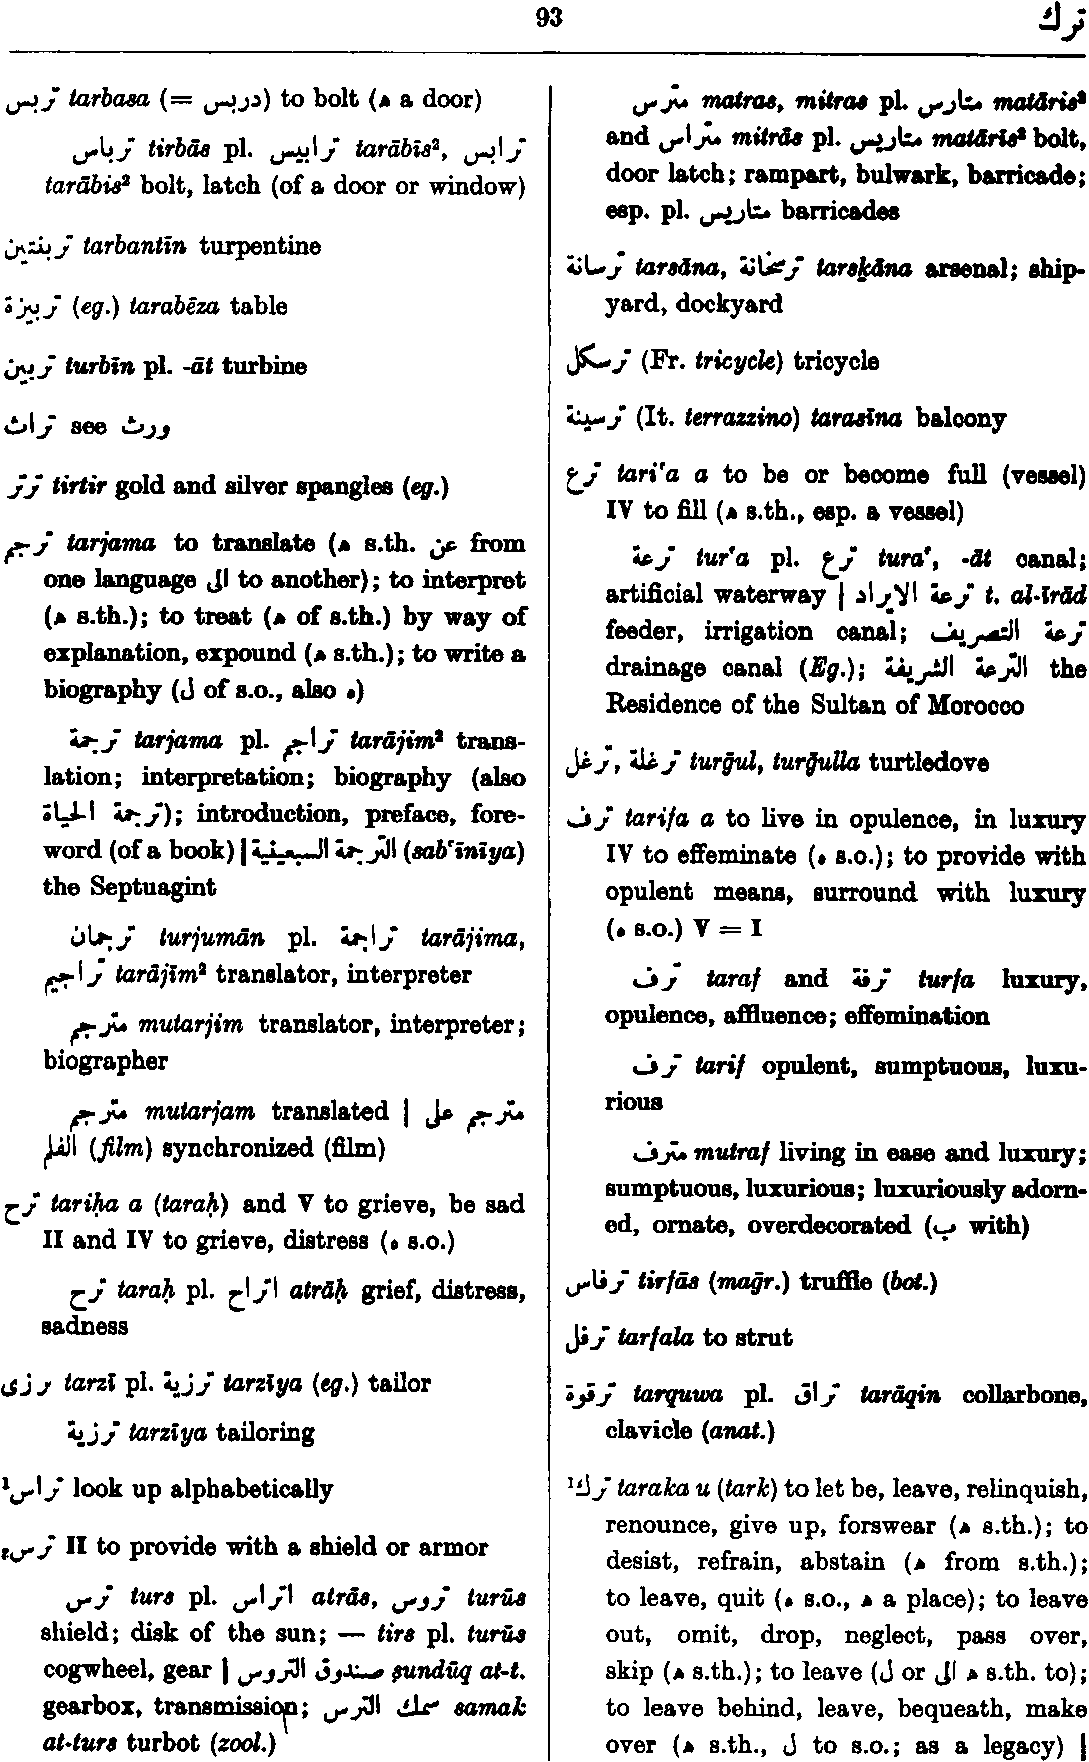 93
ترك
تربس tarbasa (= دربس) to bolt (ه a door)
ترباس tirbās pl. ترابيس tarābīs², ترابس
tarābis² bolt, latch (of a door or window)
تربنتين tarbantīn turpentine
تربيزة (eg.) tarabēza table
تربين turbīn pl. -āt turbine
تراث see ورث
ترتر tirtir gold and silver spangles (eg.)
ترجم tarjama to translate (ه s.th. عن from
one language الى to another); to interpret
(ه s.th.); to treat (ه of s.th.) by way of
explanation, expound (ه s.th.); to write a
biography (ل of s.o., also ه)
ترجمة tarjama pl. تراجم tarājim² trans-
lation; interpretation; biography (also
ترجمة الحياة); introduction, preface, fore-
word (of a book) | الترجمة السبعينية (sab'īnīya)
the Septuagint
ترجمان turjumān pl. تراجمة tarājima,
تراجيم tarājīm² translator, interpreter
مترجم mutarjim translator, interpreter;
biographer
مترجم mutarjam translated | مترجم على
الفلم (film) synchronized (film)
ترح tariḥa a (taraḥ) and V to grieve, be sad
II and IV to grieve, distress (ه s.o.)
ترح taraḥ pl. اتراح atrāḥ grief, distress,
sadness
ترزى tarzī pl. ترزية tarzīya (eg.) tailor
ترزية tarzīya tailoring
تراس¹ look up alphabetically
ترس² II to provide with a shield or armor
ترس turs pl. اتراس atrās, تروس turūs
shield; disk of the sun; — tirs pl. turūs
cogwheel, gear | صندوق التروس ṣundūq at-t.
gearbox, transmission; سمك الترس samak
at-turs turbot (zool.)
مترس matras, mitras pl. متارس matāris²
and متراس mitrās pl. متاريس matārīs² bolt,
door latch; rampart, bulwark, barricade;
esp. pl. متاريس barricades
ترسانة tarsāna, ترسخانة tarsḵāna arsenal; ship-
yard, dockyard
ترسكل (Fr. tricycle) tricycle
ترسينة (It. terrazzino) tarasīna balcony
ترع tari'a a to be or become full (vessel)
IV to fill (ه s.th., esp. a vessel)
ترعة tur'a pl. ترع tura', -āt canal;
artificial waterway | ترعة الايراد t. al-īrād
feeder, irrigation canal; ترعة التصريف
drainage canal (Eg.); الترعة الشريفة the
Residence of the Sultan of Morocco
ترغل, ترغلة turḡul, turḡulla turtledove
ترف tarifa a to live in opulence, in luxury
IV to effeminate (ه s.o.); to provide with
opulent means, surround with luxury
(ه s.o.) V = I
ترف taraf and ترفة turfa luxury,
opulence, affluence; effemination
ترف tarif opulent, sumptuous, luxu-
rious
مترف mutraf living in ease and luxury;
sumptuous, luxurious; luxuriously adorn-
ed, ornate, overdecorated (ب with)
ترفاس tirfās (maḡr.) truffle (bot.)
ترفل tarfala to strut
ترقوة tarquwa pl. تراق tarāqin collarbone,
clavicle (anat.)
ترك¹ taraka u (tark) to let be, leave, relinquish,
renounce, give up, forswear (ه s.th.); to
desist, refrain, abstain (ه from s.th.);
to leave, quit (ه s.o., ه a place); to leave
out, omit, drop, neglect, pass over,
skip (ه s.th.); to leave (ل or الى ه s.th. to);
to leave behind, leave, bequeath, make
over (ه s.th., ل to s.o.; as a legacy) |